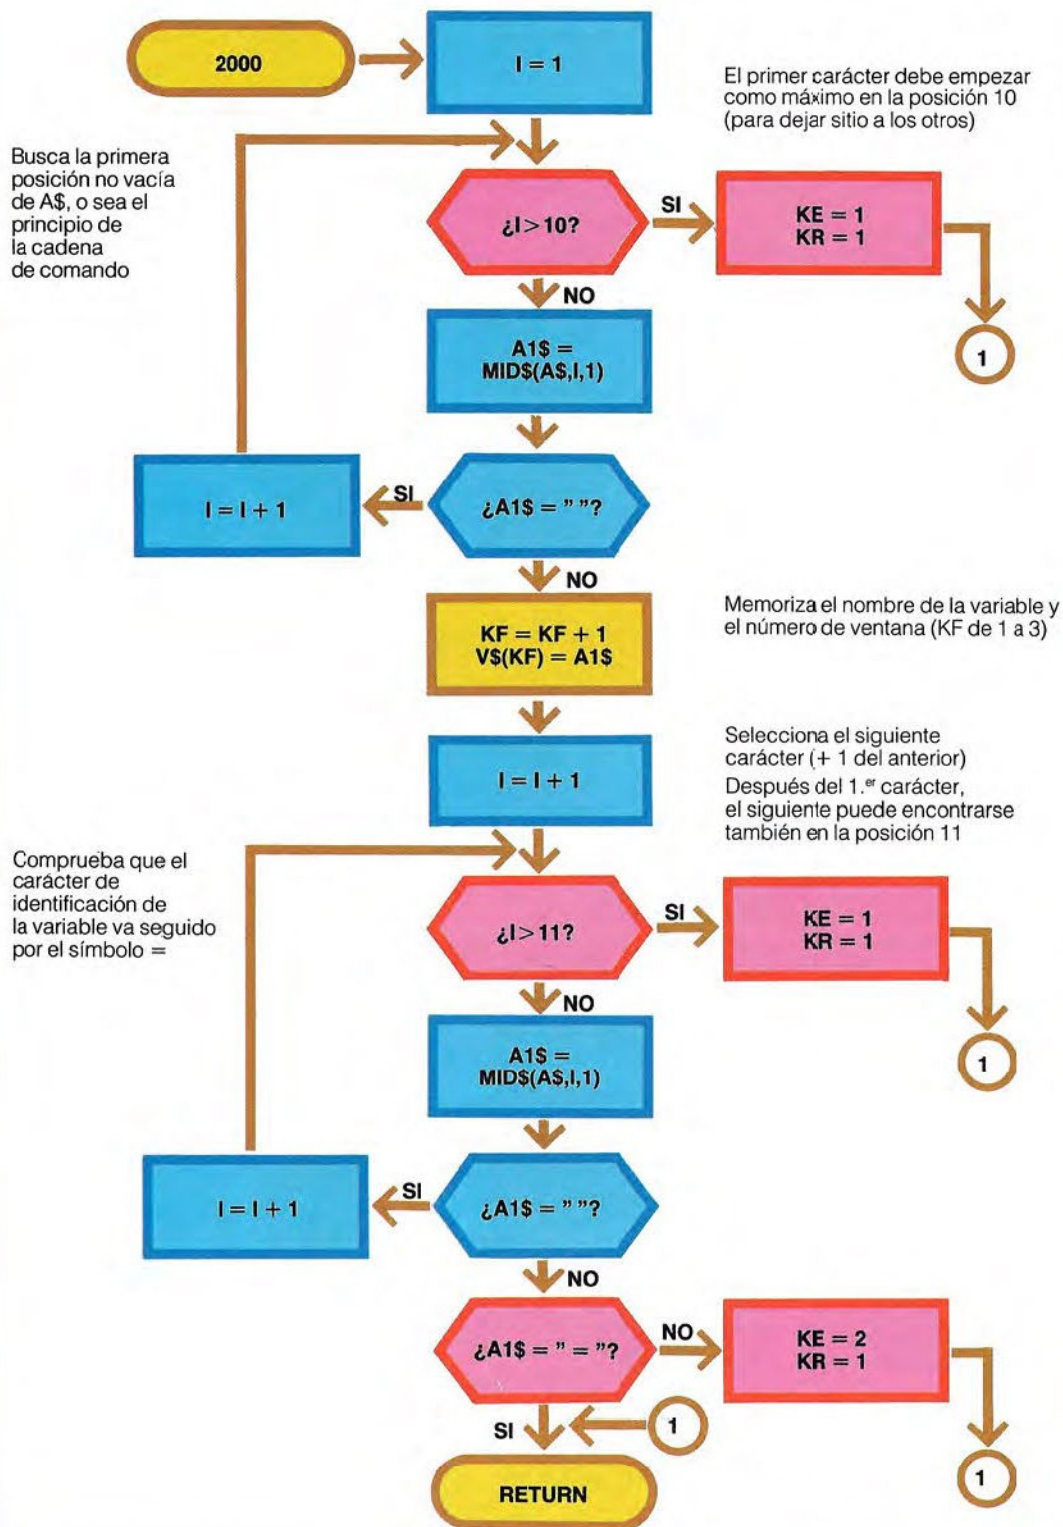 2000
I = 1
El primer carácter debe empezar
como máximo en la posición 10
(para dejar sitio a los otros)
Busca la primera
posición no vacía
de A$, o sea el
principio de
la cadena
de comando
¿I > 10?
SI
KE = 1
KR = 1
1
NO
A1$ =
MID$(A$,I,1)
¿A1$ = " "?
SI
I = I + 1
NO
KF = KF + 1
V$(KF) = A1$
Memoriza el nombre de la variable y
el número de ventana (KF de 1 a 3)
I = I + 1
Selecciona el siguiente
carácter (+ 1 del anterior)
Después del 1.er carácter,
el siguiente puede encontrarse
también en la posición 11
Comprueba que el
carácter de
identificación de
la variable va seguido
por el símbolo =
¿I > 11?
SI
KE = 1
KR = 1
1
NO
A1$ =
MID$(A$,I,1)
¿A1$ = " "?
SI
I = I + 1
NO
¿A1$ = " = "?
NO
KE = 2
KR = 1
1
SI
1
RETURN